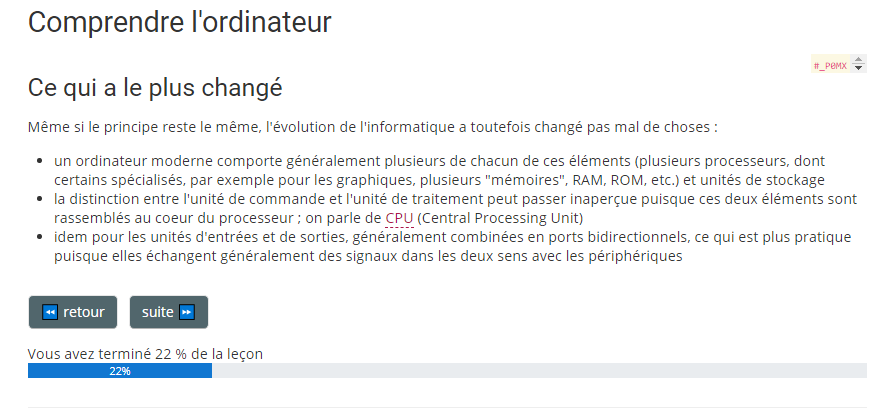 Comprendre l'ordinateur
#_P0MX
Ce qui a le plus changé
Même si le principe reste le même, l'évolution de l'informatique a toutefois changé pas mal de choses :
• un ordinateur moderne comporte généralement plusieurs de chacun de ces éléments (plusieurs processeurs, dont
certains spécialisés, par exemple pour les graphiques, plusieurs "mémoires", RAM, ROM, etc.) et unités de stockage
• la distinction entre l'unité de commande et l'unité de traitement peut passer inaperçue puisque ces deux éléments sont
rassemblés au coeur du processeur ; on parle de CPU (Central Processing Unit)
• idem pour les unités d'entrées et de sorties, généralement combinées en ports bidirectionnels, ce qui est plus pratique
puisque elles échangent généralement des signaux dans les deux sens avec les périphériques
⏪ retour
suite ⏩
Vous avez terminé 22 % de la leçon
22%